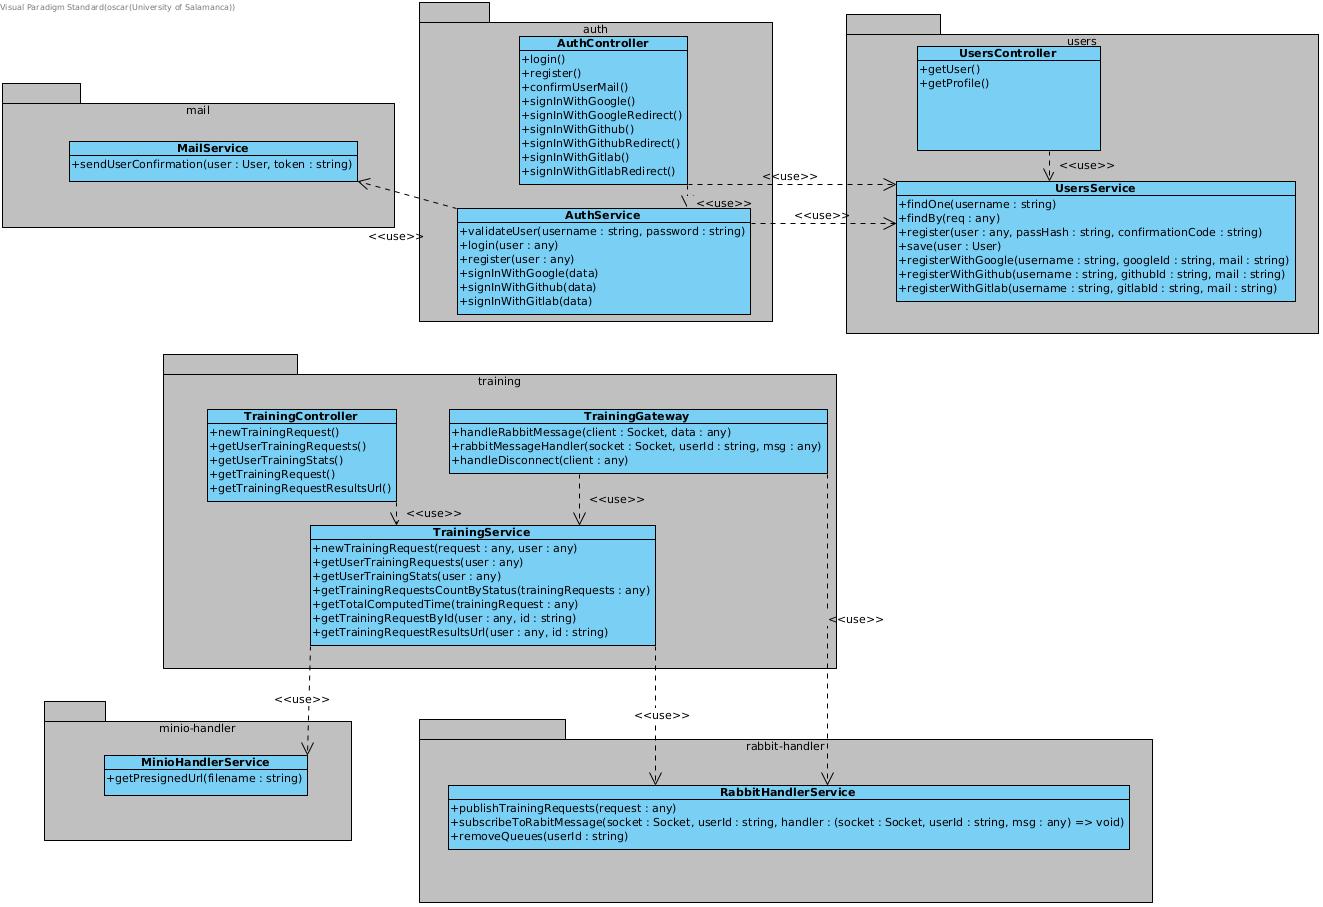 Visual Paradigm Standard(oscar(University of Salamanca))
auth
AuthController
+login()
+register()
+confirmUserMail()
+signInWithGoogle()
+signInWithGoogleRedirect()
+signInWithGithub()
+signInWithGithubRedirect()
+signInWithGitlab()
+signInWithGitlabRedirect()
users
UsersController
+getUser()
+getProfile()
mail
MailService
+sendUserConfirmation(user : User, token : string)
<<use>>
<<use>>
<<use>>
<<use>>
<<use>>
AuthService
+validateUser(username : string, password : string)
+login(user : any)
+register(user : any)
+signInWithGoogle(data)
+signInWithGithub(data)
+signInWithGitlab(data)
UsersService
+findOne(username : string)
+findBy(req : any)
+register(user : any, passHash : string, confirmationCode : string)
+save(user : User)
+registerWithGoogle(username : string, googleId : string, mail : string)
+registerWithGithub(username : string, githubId : string, mail : string)
+registerWithGitlab(username : string, gitlabId : string, mail : string)
training
TrainingController
+newTrainingRequest()
+getUserTrainingRequests()
+getUserTrainingStats()
+getTrainingRequest()
+getTrainingRequestResultsUrl()
TrainingGateway
+handleRabbitMessage(client : Socket, data : any)
+rabbitMessageHandler(socket : Socket, userId : string, msg : any)
+handleDisconnect(client : any)
<<use>>
<<use>>
TrainingService
+newTrainingRequest(request : any, user : any)
+getUserTrainingRequests(user : any)
+getUserTrainingStats(user : any)
+getTrainingRequestsCountByStatus(trainingRequests : any)
+getTotalComputedTime(trainingRequest : any)
+getTrainingRequestById(user : any, id : string)
+getTrainingRequestResultsUrl(user : any, id : string)
<<use>>
<<use>>
<<use>>
minio-handler
MinioHandlerService
+getPresignedUrl(filename : string)
rabbit-handler
RabbitHandlerService
+publishTrainingRequests(request : any)
+subscribeToRabitMessage(socket : Socket, userId : string, handler : (socket : Socket, userId : string, msg : any) => void)
+removeQueues(userId : string)